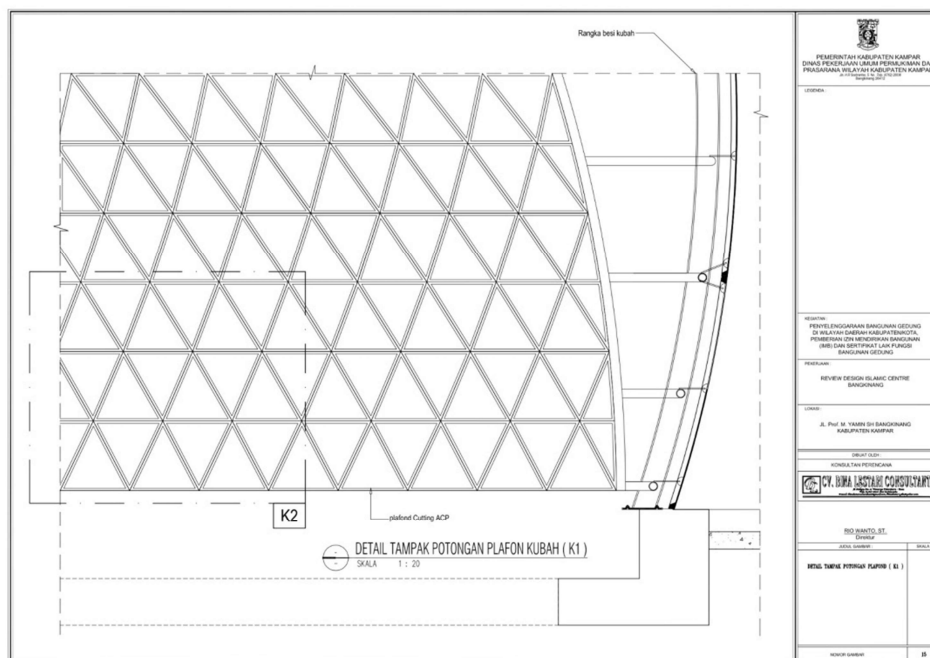 Rangka besi kubah
K2
plafond Cutting ACP
DETAIL TAMPAK POTONGAN PLAFON KUBAH ( K1 )
SKALA 1 : 20
PEMERINTAH KABUPATEN KAMPAR
DINAS PEKERJAAN UMUM PERMUKIMAN DA
PRASARANA WILAYAH KABUPATEN KAMPAR
LEGENDA :
KEGIATAN :
PENYELENGGARAAN BANGUNAN GEDUNG
DI WILAYAH DAERAH KABUPATEN/KOTA,
PEMBERIAN IZIN MENDIRIKAN BANGUNAN
(IMB) DAN SERTIFIKAT LAIK FUNGSI
BANGUNAN GEDUNG
PEKERJAAN :
REVIEW DESIGN ISLAMIC CENTRE
BANGKINANG
LOKASI :
JL. Prof. M. YAMIN SH BANGKINANG
KABUPATEN KAMPAR
DIBUAT OLEH :
KONSULTAN PERENCANA
CV. BINA LESTARI CONSULTANT
RIO WANTO, ST.
Direktur
JUDUL GAMBAR : SKALA
DETAIL TAMPAK POTONGAN PLAFOND ( K1 )
NOMOR GAMBAR